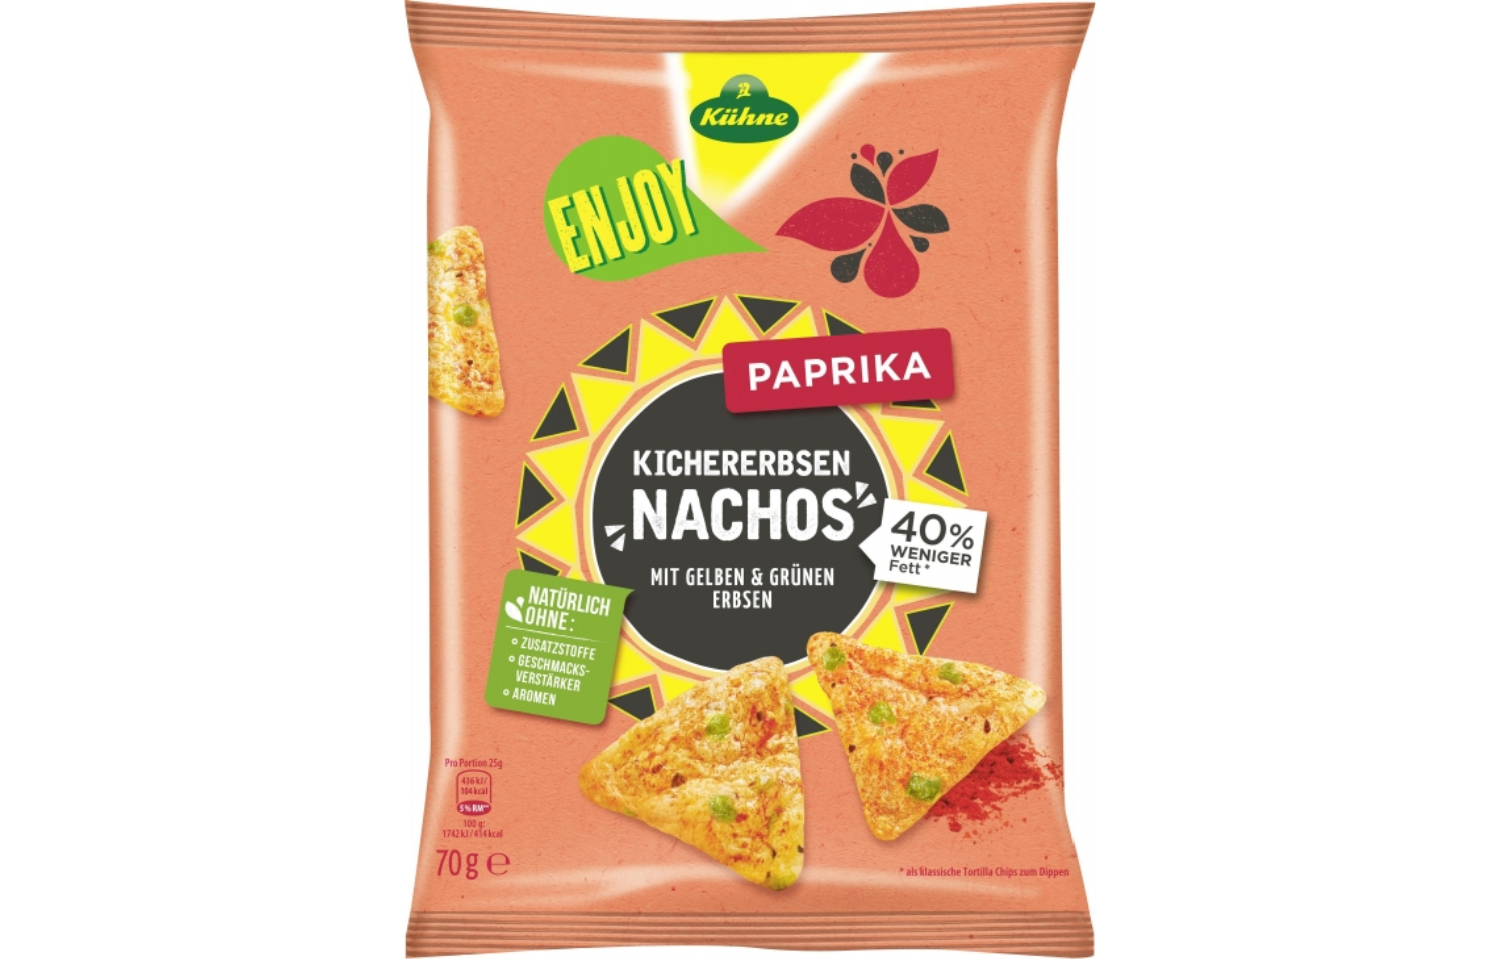 Kühne
ENJOY
PAPRIKA
KICHERERBSEN
NACHOS
40%
WENIGER
Fett*
MIT GELBEN & GRÜNEN
ERBSEN
NATÜRLICH
OHNE:
ZUSATZSTOFFE
GESCHMACKS-
VERSTÄRKER
AROMEN
Pro Portion 25g
436 kJ/
104 kcal
5% RM**
100 g:
1742 kJ/414 kcal
70 g e
* als klassische Tortilla Chips zum Dippen